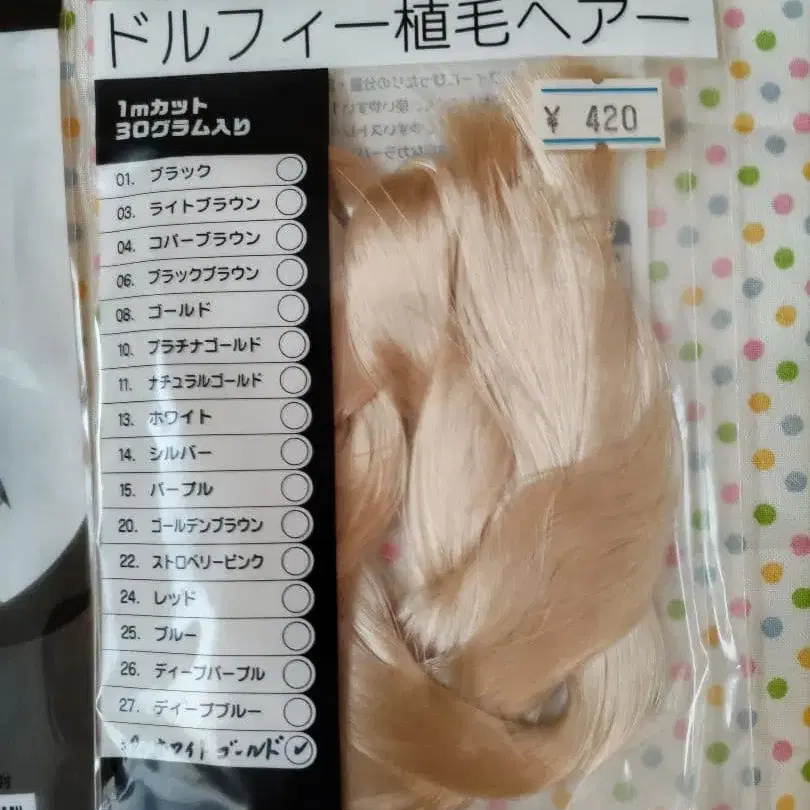 ドルフィー植毛ヘアー
¥ 420
1mカット
30グラム入り
01. ブラック
03. ライトブラウン
04. コパーブラウン
06. ブラックブラウン
08. ゴールド
10. プラチナゴールド
11. ナチュラルゴールド
13. ホワイト
14. シルバー
15. パープル
20. ゴールデンブラウン
22. ストロベリーピンク
24. レッド
25. ブルー
26. ディープパープル
27. ディープブルー
ホワイトゴールド ✓